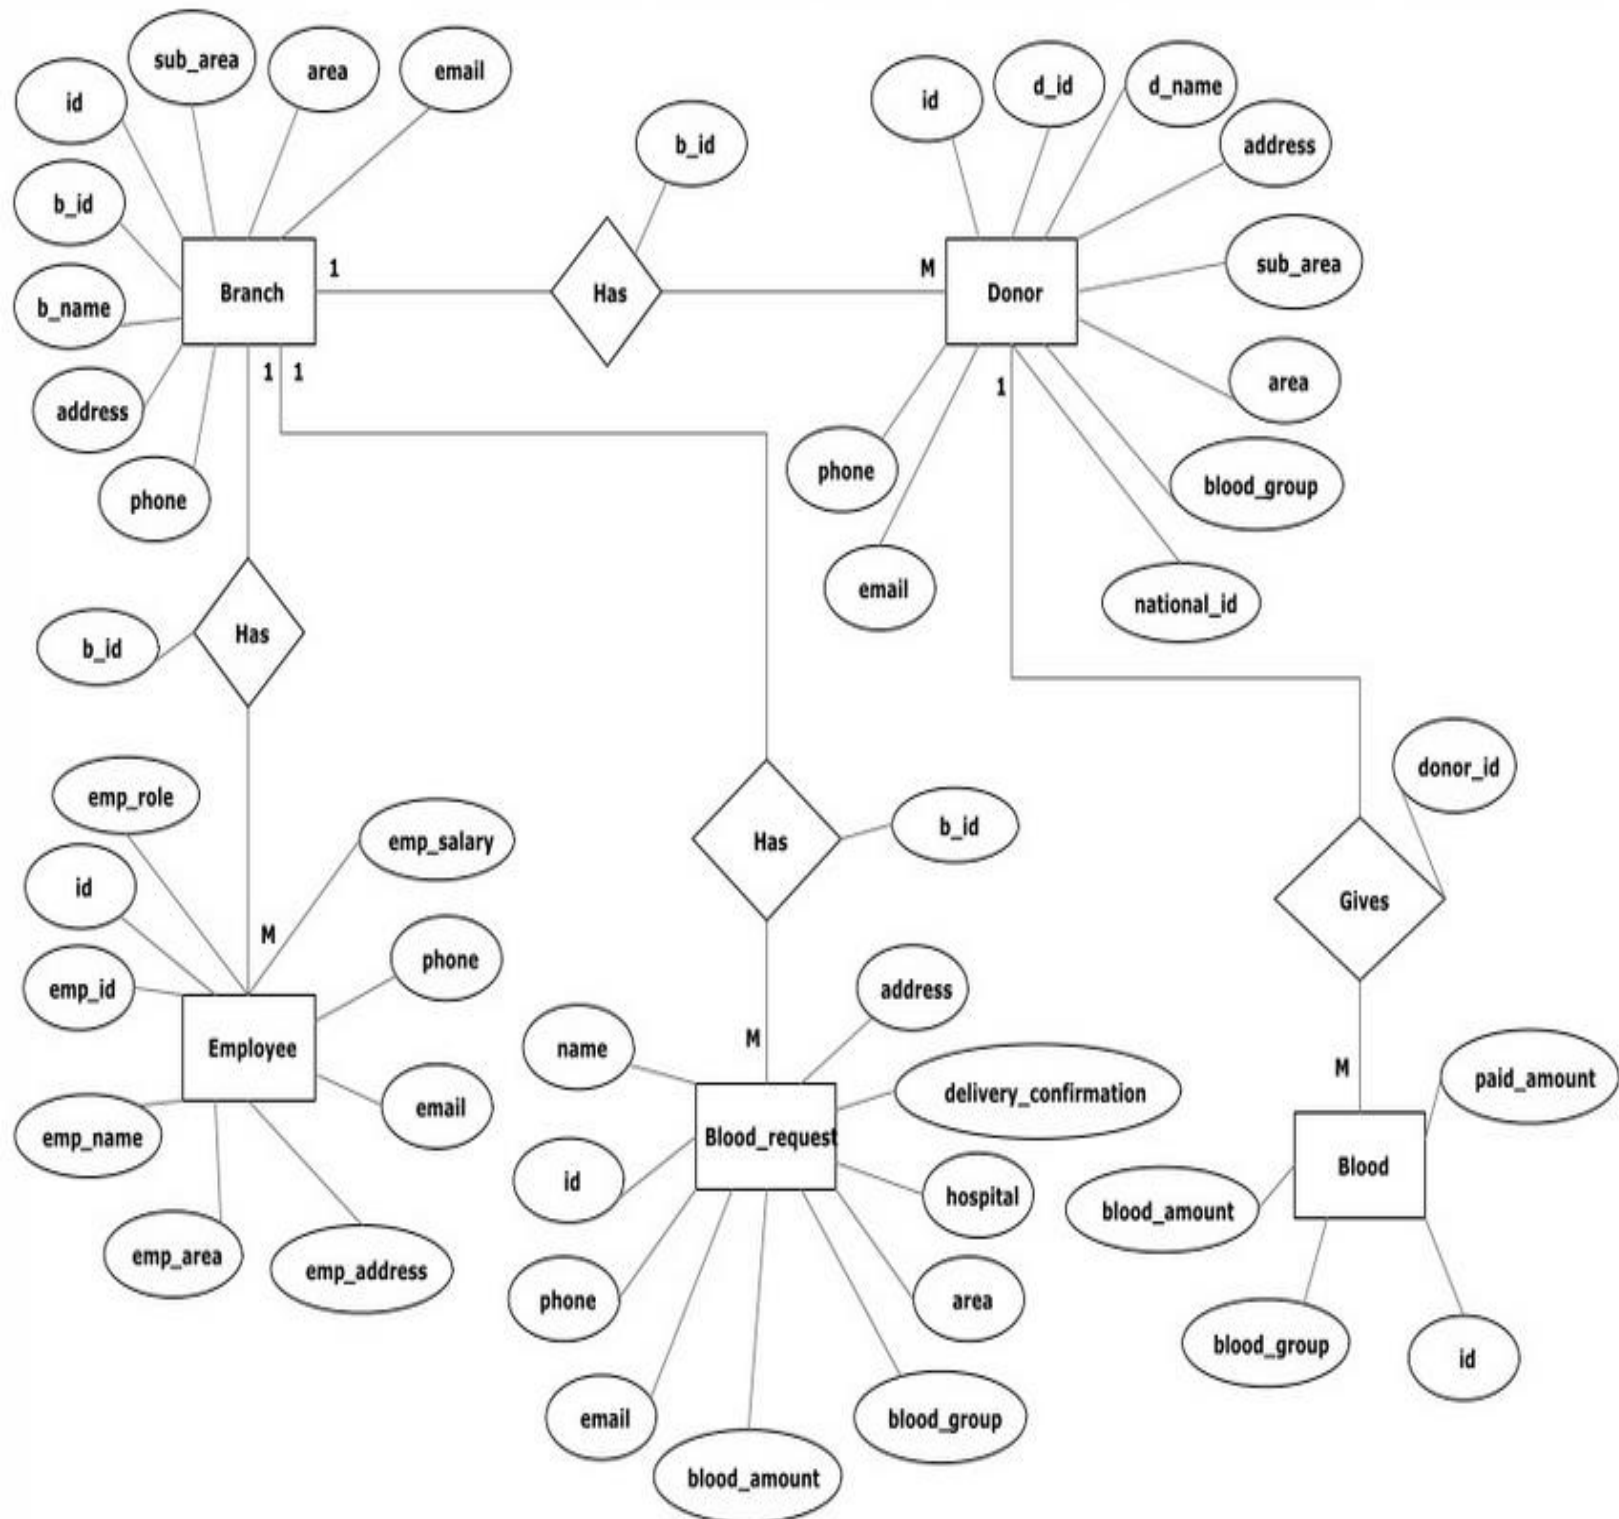 sub_area
area
email
id
d_id
d_name
id
address
b_id
b_id
sub_area
b_name
Branch
1
Has
M
Donor
address
1
1
1
area
phone
phone
blood_group
email
national_id
b_id
Has
donor_id
emp_role
emp_salary
Has
b_id
id
Gives
M
phone
emp_id
address
Employee
name
M
delivery_confirmation
M
paid_amount
emp_name
email
Blood_request
Blood
id
hospital
blood_amount
emp_area
emp_address
phone
area
blood_group
id
email
blood_group
blood_amount